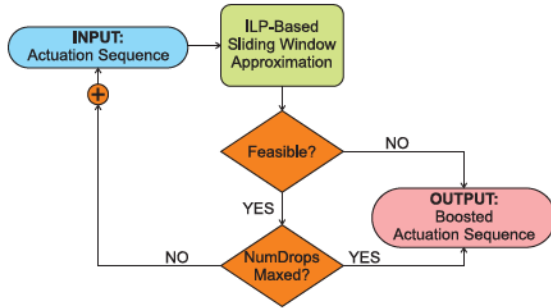 INPUT:
Actuation Sequence
ILP-Based
Sliding Window
Approximation
+
Feasible?
NO
YES
OUTPUT:
Boosted
Actuation Sequence
NumDrops
Maxed?
NO
YES